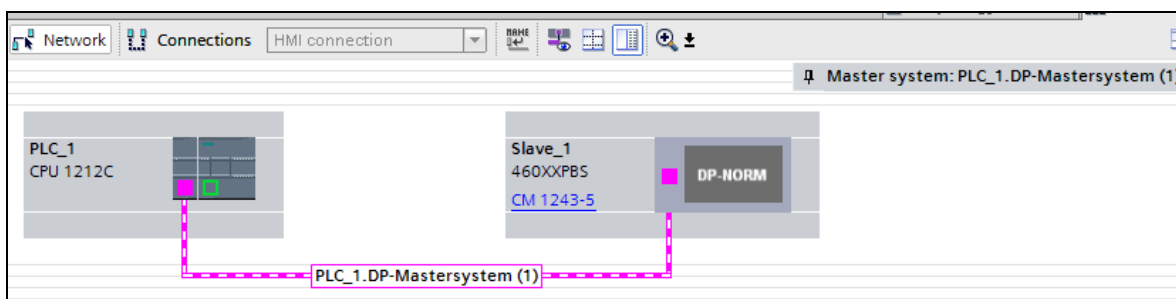 Network
Connections
HMI connection
NAME
Master system: PLC_1.DP-Mastersystem (1)
PLC_1
CPU 1212C
Slave_1
460XXPBS
CM 1243-5
DP-NORM
PLC_1.DP-Mastersystem (1)